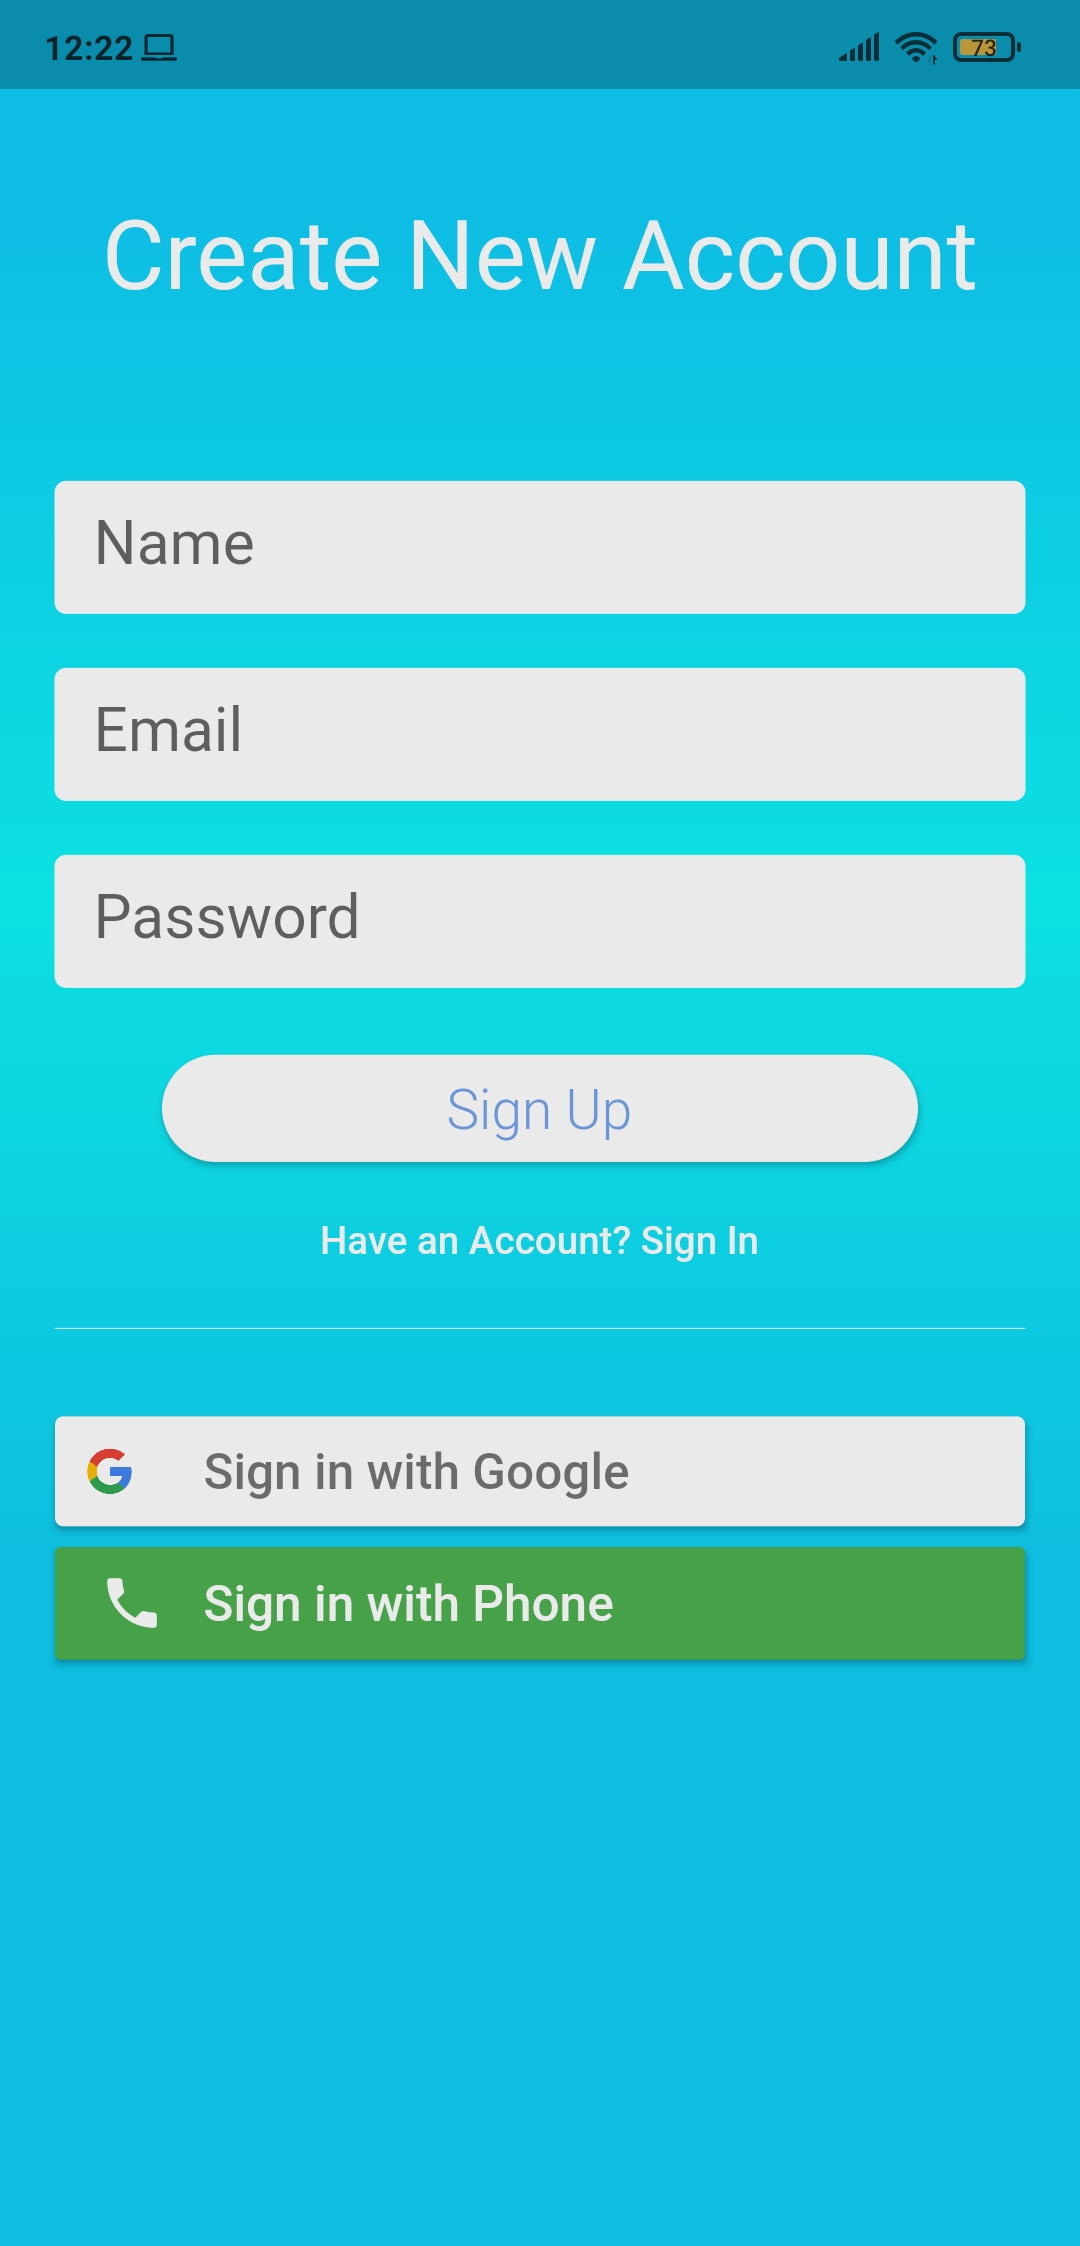 12:22
73
Create New Account
Name
Email
Password
Sign Up
Have an Account? Sign In
Sign in with Google
Sign in with Phone